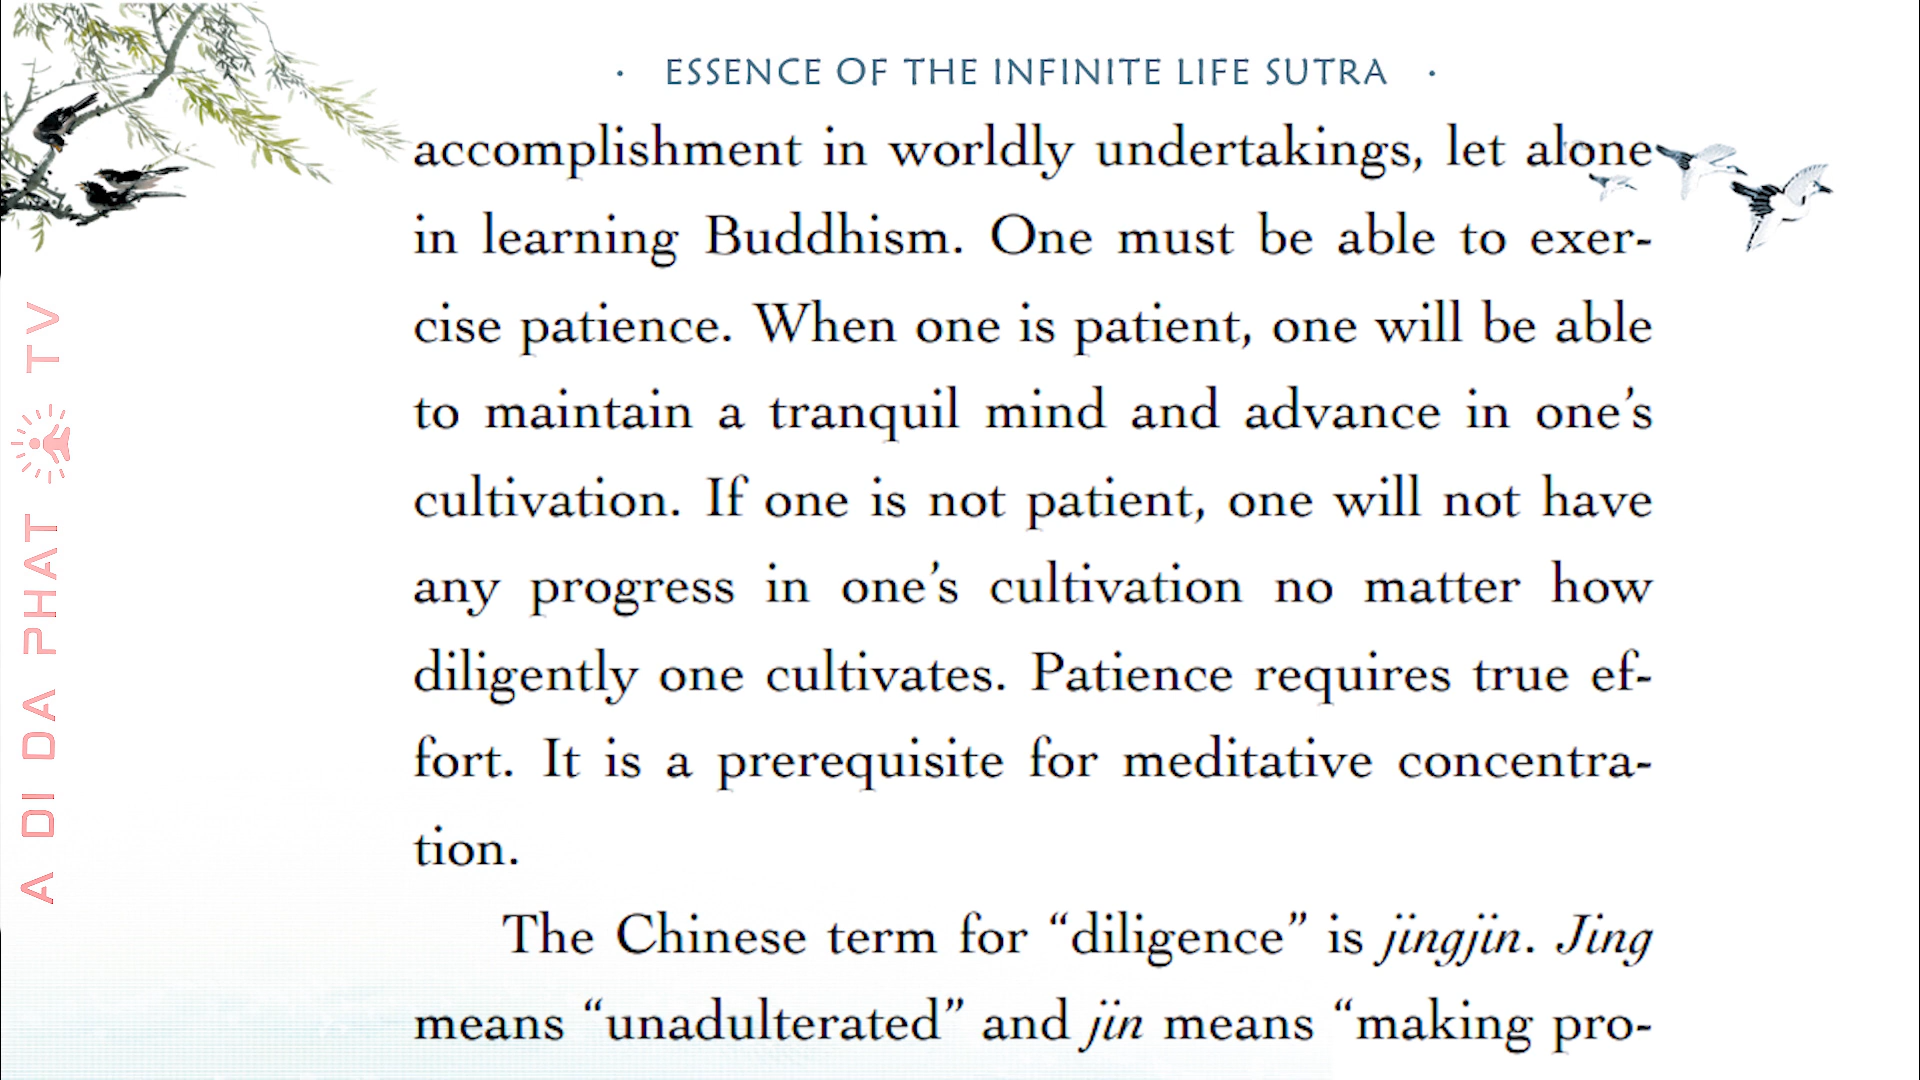 · ESSENCE OF THE INFINITE LIFE SUTRA ·
accomplishment in worldly undertakings, let alone
in learning Buddhism. One must be able to exer-
cise patience. When one is patient, one will be able
to maintain a tranquil mind and advance in one’s
cultivation. If one is not patient, one will not have
any progress in one’s cultivation no matter how
diligently one cultivates. Patience requires true ef-
fort. It is a prerequisite for meditative concentra-
tion.
The Chinese term for “diligence” is jingjin. Jing
means “unadulterated” and jin means “making pro-
A DI DA PHAT TV